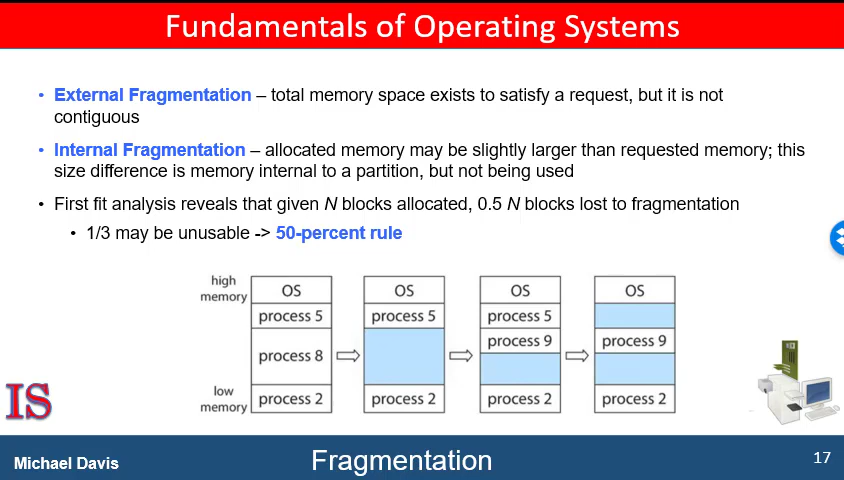 Fundamentals of Operating Systems
• External Fragmentation – total memory space exists to satisfy a request, but it is not
contiguous
• Internal Fragmentation – allocated memory may be slightly larger than requested memory; this
size difference is memory internal to a partition, but not being used
• First fit analysis reveals that given N blocks allocated, 0.5 N blocks lost to fragmentation
• 1/3 may be unusable -> 50-percent rule
high
memory
low
memory
OS
process 5
process 8
process 2
OS
process 5
process 2
OS
process 5
process 9
process 2
OS
process 9
process 2
IS
Michael Davis
Fragmentation
17